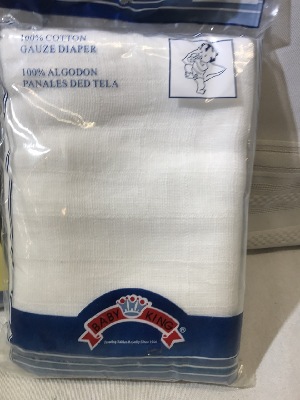 100% COTTON
GAUZE DIAPER
100% ALGODON
PANALES DED TELA
BABY KING
®